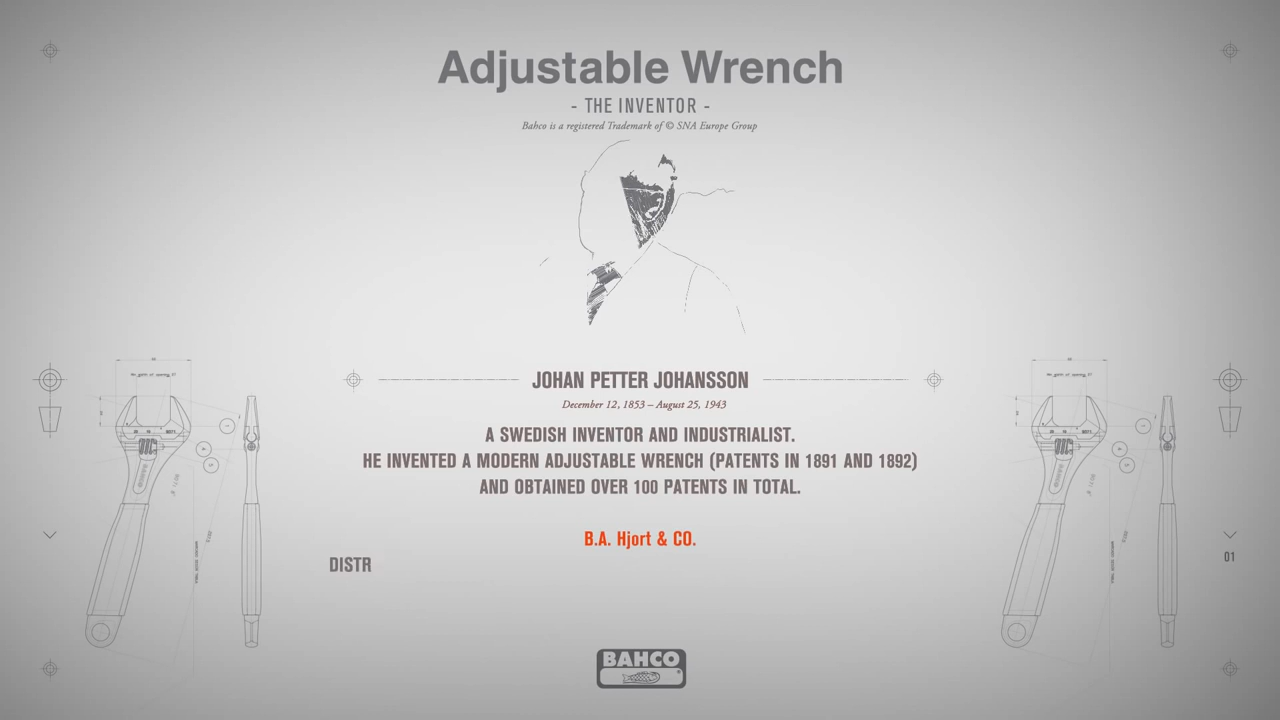 Adjustable Wrench
- THE INVENTOR -
Bahco is a registered Trademark of © SNA Europe Group
JOHAN PETTER JOHANSSON
December 12, 1853 – August 25, 1943
A SWEDISH INVENTOR AND INDUSTRIALIST.
HE INVENTED A MODERN ADJUSTABLE WRENCH (PATENTS IN 1891 AND 1892)
AND OBTAINED OVER 100 PATENTS IN TOTAL.
B.A. Hjort & CO.
DISTR
01
BAHCO